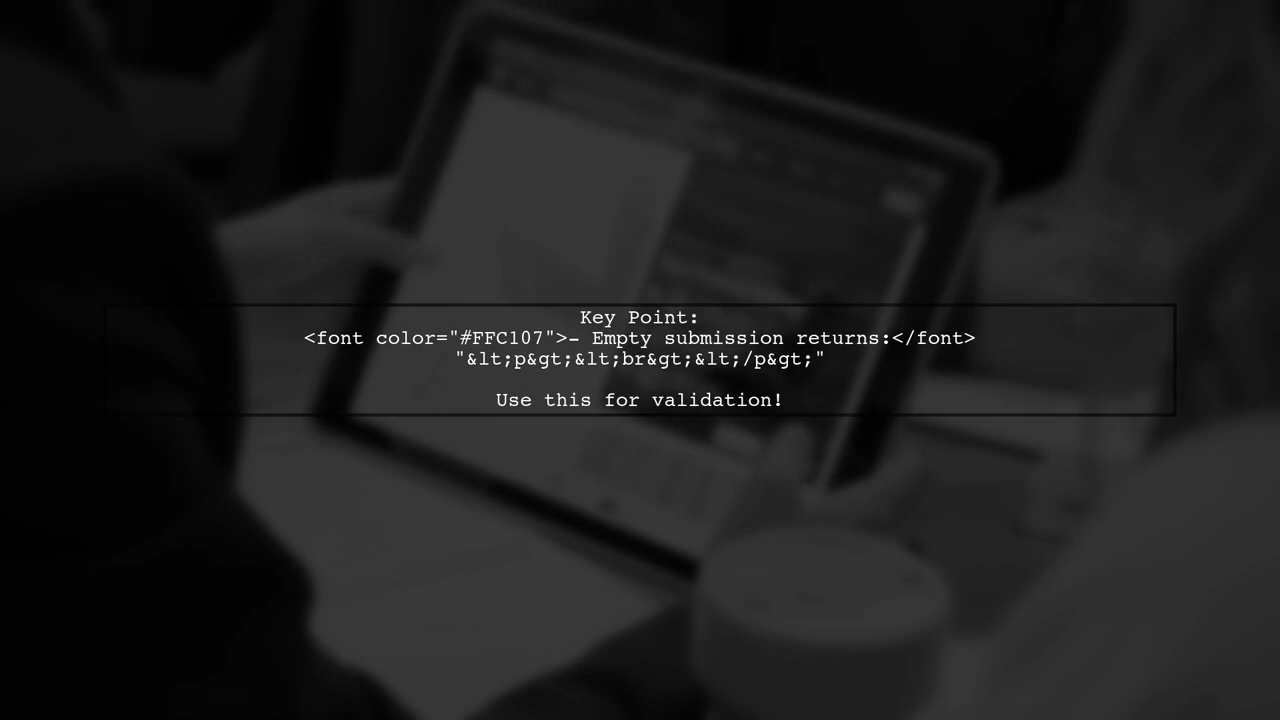 Key Point:
<font color="#FFC107">- Empty submission returns:</font>
"&lt;p&gt;&lt;br&gt;&lt;/p&gt;"
Use this for validation!